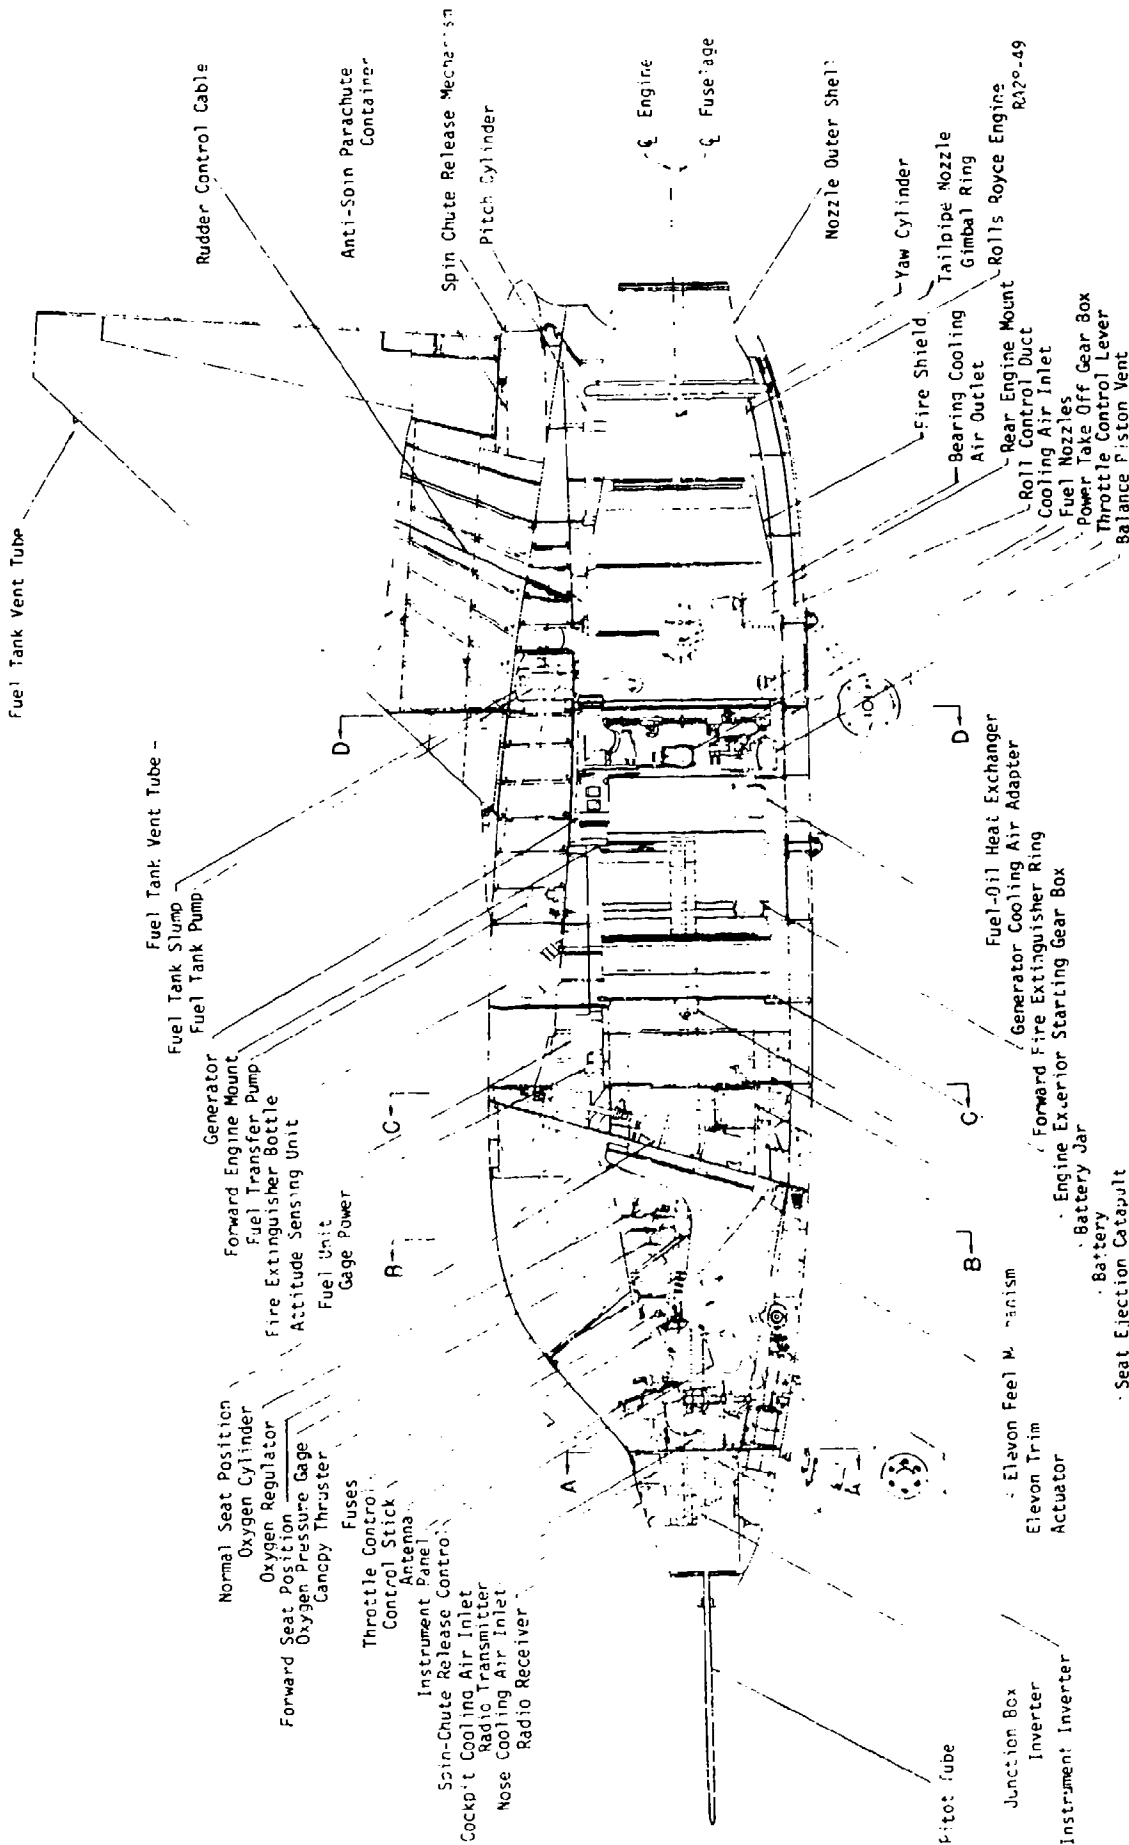 Fuel Tank Vent Tube
Rudder Control Cable
Anti-Soin Parachute
Container
Spin Chute Release Mechanism
Pitch Cylinder
℄ Engine
℄ Fuselage
Nozzle Outer Shell
Yaw Cylinder
Tailpipe Nozzle
Gimbal Ring
Rolls Royce Engine
Fire Shield
Bearing Cooling
Air Outlet
Rear Engine Mount
Roll Control Duct
Cooling Air Inlet
Fuel Nozzles
Power Take Off Gear Box
Throttle Control Lever
Balance Piston Vent
Fuel Tank Vent Tube
Fuel Tank Slump
Fuel Tank Pump
Generator
Forward Engine Mount
Fuel Transfer Pump
Fire Extinguisher Bottle
Attitude Sensing Unit
Fuel Unit
Gage Power
D
D
C
C
B
B
A
A
Fuel-Oil Heat Exchanger
Generator Cooling Air Adapter
Forward Fire Extinguisher Ring
Engine Exterior Starting Gear Box
Battery Jar
Battery
Seat Ejection Catapult
Normal Seat Position
Oxygen Cylinder
Oxygen Regulator
Forward Seat Position
Oxygen Pressure Gage
Canopy Thruster
Fuses
Throttle Control
Control Stick
Antenna
Instrument Panel
Spin-Chute Release Control
Cockpit Cooling Air Inlet
Radio Transmitter
Nose Cooling Air Inlet
Radio Receiver
Elavon Feel
Elevon Trim
Actuator
Pitot Tube
Junction Box
Inverter
Instrument Inverter